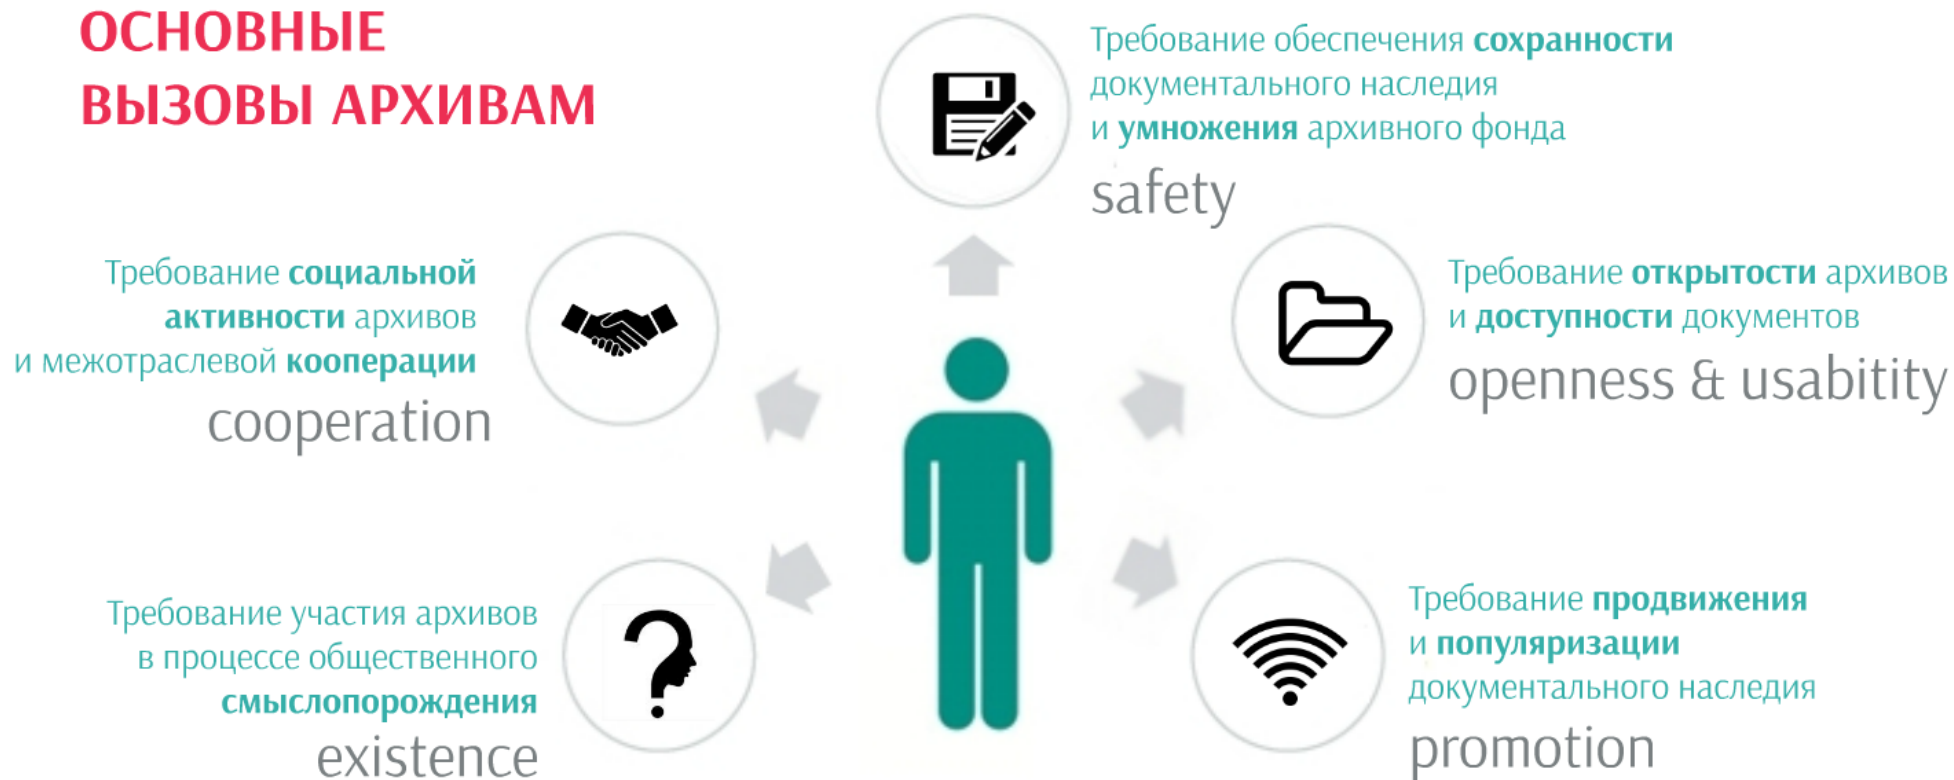 ОСНОВНЫЕ
ВЫЗОВЫ АРХИВАМ
Требование обеспечения сохранности
документального наследия
и умножения архивного фонда
safety
Требование социальной
активности архивов
и межотраслевой кооперации
cooperation
Требование открытости архивов
и доступности документов
openness & usabitity
Требование участия архивов
в процессе общественного
смыслопорождения
existence
Требование продвижения
и популяризации
документального наследия
promotion